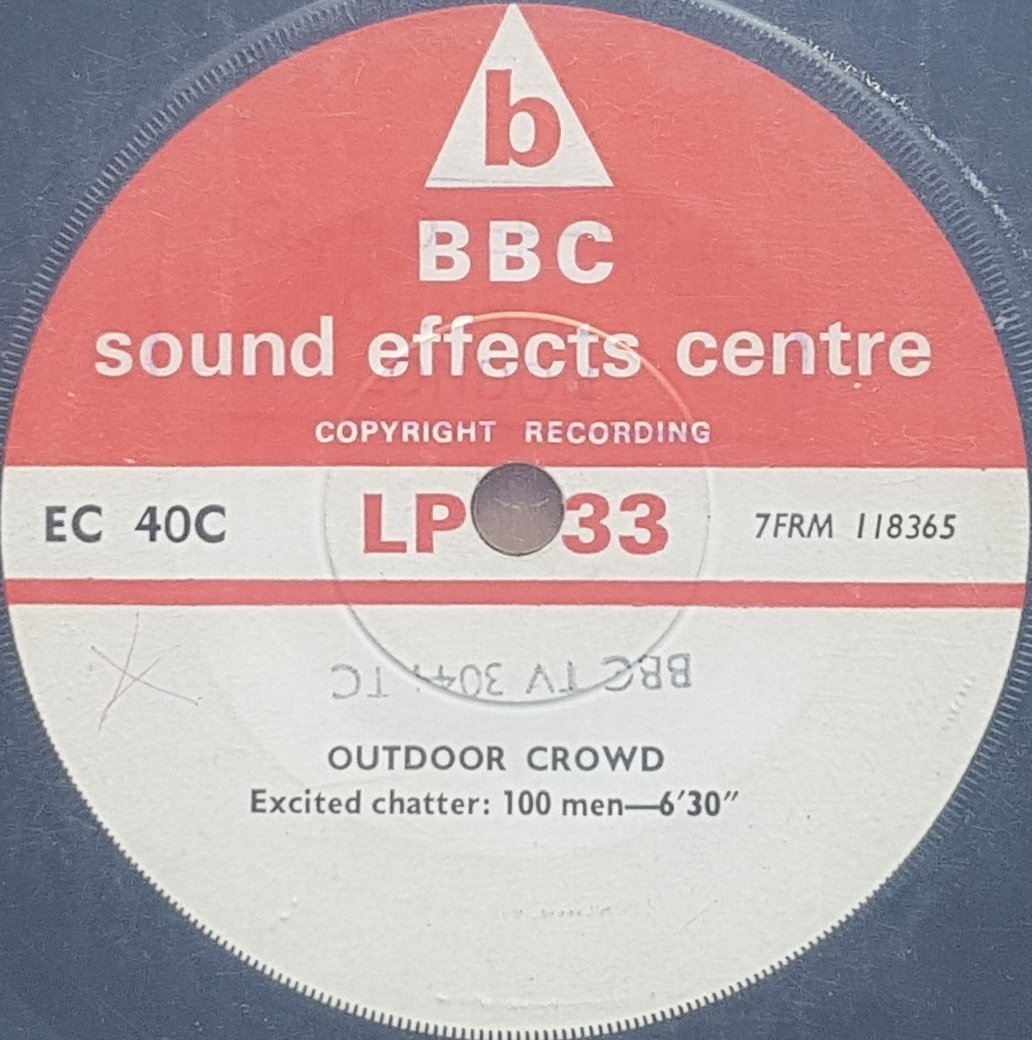 b
BBC
sound effects centre
COPYRIGHT RECORDING
EC 40C LP 33 7FRM 118365
BBC TV TC
OUTDOOR CROWD
Excited chatter: 100 men—6′30″